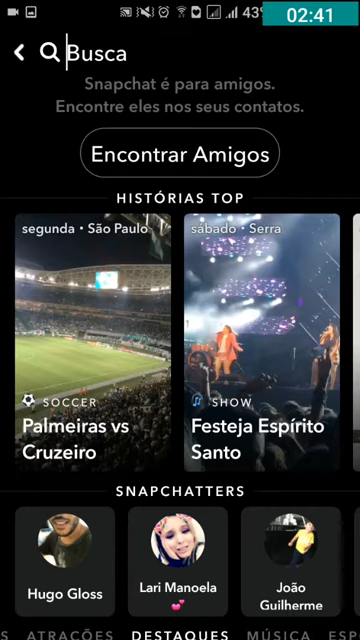 43%
02:41
Busca
Snapchat é para amigos.
Encontre eles nos seus contatos.
Encontrar Amigos
HISTÓRIAS TOP
segunda • São Paulo
SOCCER
Palmeiras vs
Cruzeiro
sábado • Serra
SHOW
Festeja Espírito
Santo
SNAPCHATTERS
Hugo Gloss
Lari Manoela
💕
João
Guilherme
S ATRAÇÕES DESTAQUES MÚSICA ESP